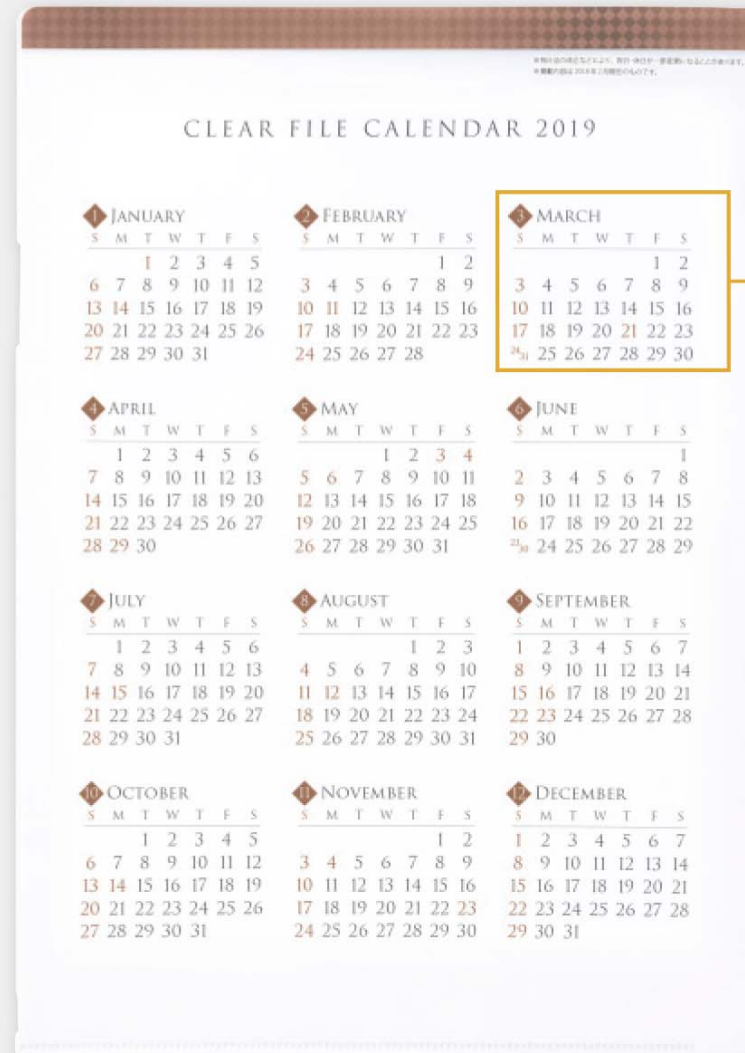 CLEAR FILE CALENDAR 2019
1 JANUARY
S M T W T F S
1 2 3 4 5
6 7 8 9 10 11 12
13 14 15 16 17 18 19
20 21 22 23 24 25 26
27 28 29 30 31
2 FEBRUARY
S M T W T F S
1 2
3 4 5 6 7 8 9
10 11 12 13 14 15 16
17 18 19 20 21 22 23
24 25 26 27 28
3 MARCH
S M T W T F S
1 2
3 4 5 6 7 8 9
10 11 12 13 14 15 16
17 18 19 20 21 22 23
24/31 25 26 27 28 29 30
4 APRIL
S M T W T F S
1 2 3 4 5 6
7 8 9 10 11 12 13
14 15 16 17 18 19 20
21 22 23 24 25 26 27
28 29 30
5 MAY
S M T W T F S
1 2 3 4
5 6 7 8 9 10 11
12 13 14 15 16 17 18
19 20 21 22 23 24 25
26 27 28 29 30 31
6 JUNE
S M T W T F S
1
2 3 4 5 6 7 8
9 10 11 12 13 14 15
16 17 18 19 20 21 22
23/30 24 25 26 27 28 29
7 JULY
S M T W T F S
1 2 3 4 5 6
7 8 9 10 11 12 13
14 15 16 17 18 19 20
21 22 23 24 25 26 27
28 29 30 31
8 AUGUST
S M T W T F S
1 2 3
4 5 6 7 8 9 10
11 12 13 14 15 16 17
18 19 20 21 22 23 24
25 26 27 28 29 30 31
9 SEPTEMBER
S M T W T F S
1 2 3 4 5 6 7
8 9 10 11 12 13 14
15 16 17 18 19 20 21
22 23 24 25 26 27 28
29 30
10 OCTOBER
S M T W T F S
1 2 3 4 5
6 7 8 9 10 11 12
13 14 15 16 17 18 19
20 21 22 23 24 25 26
27 28 29 30 31
11 NOVEMBER
S M T W T F S
1 2
3 4 5 6 7 8 9
10 11 12 13 14 15 16
17 18 19 20 21 22 23
24 25 26 27 28 29 30
12 DECEMBER
S M T W T F S
1 2 3 4 5 6 7
8 9 10 11 12 13 14
15 16 17 18 19 20 21
22 23 24 25 26 27 28
29 30 31